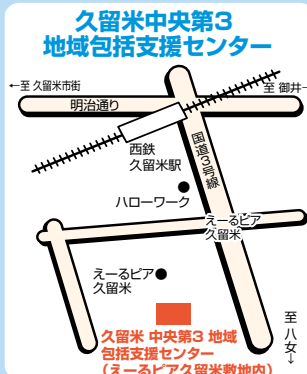 久留米中央第3
地域包括支援センター
←至 久留米市街
至 御井→
明治通り
西鉄
久留米駅
国道3号線
ハローワーク
えーるピア
久留米
えーるピア
久留米
至 八女→
久留米 中央第3 地域
包括支援センター
(えーるピア久留米敷地内)